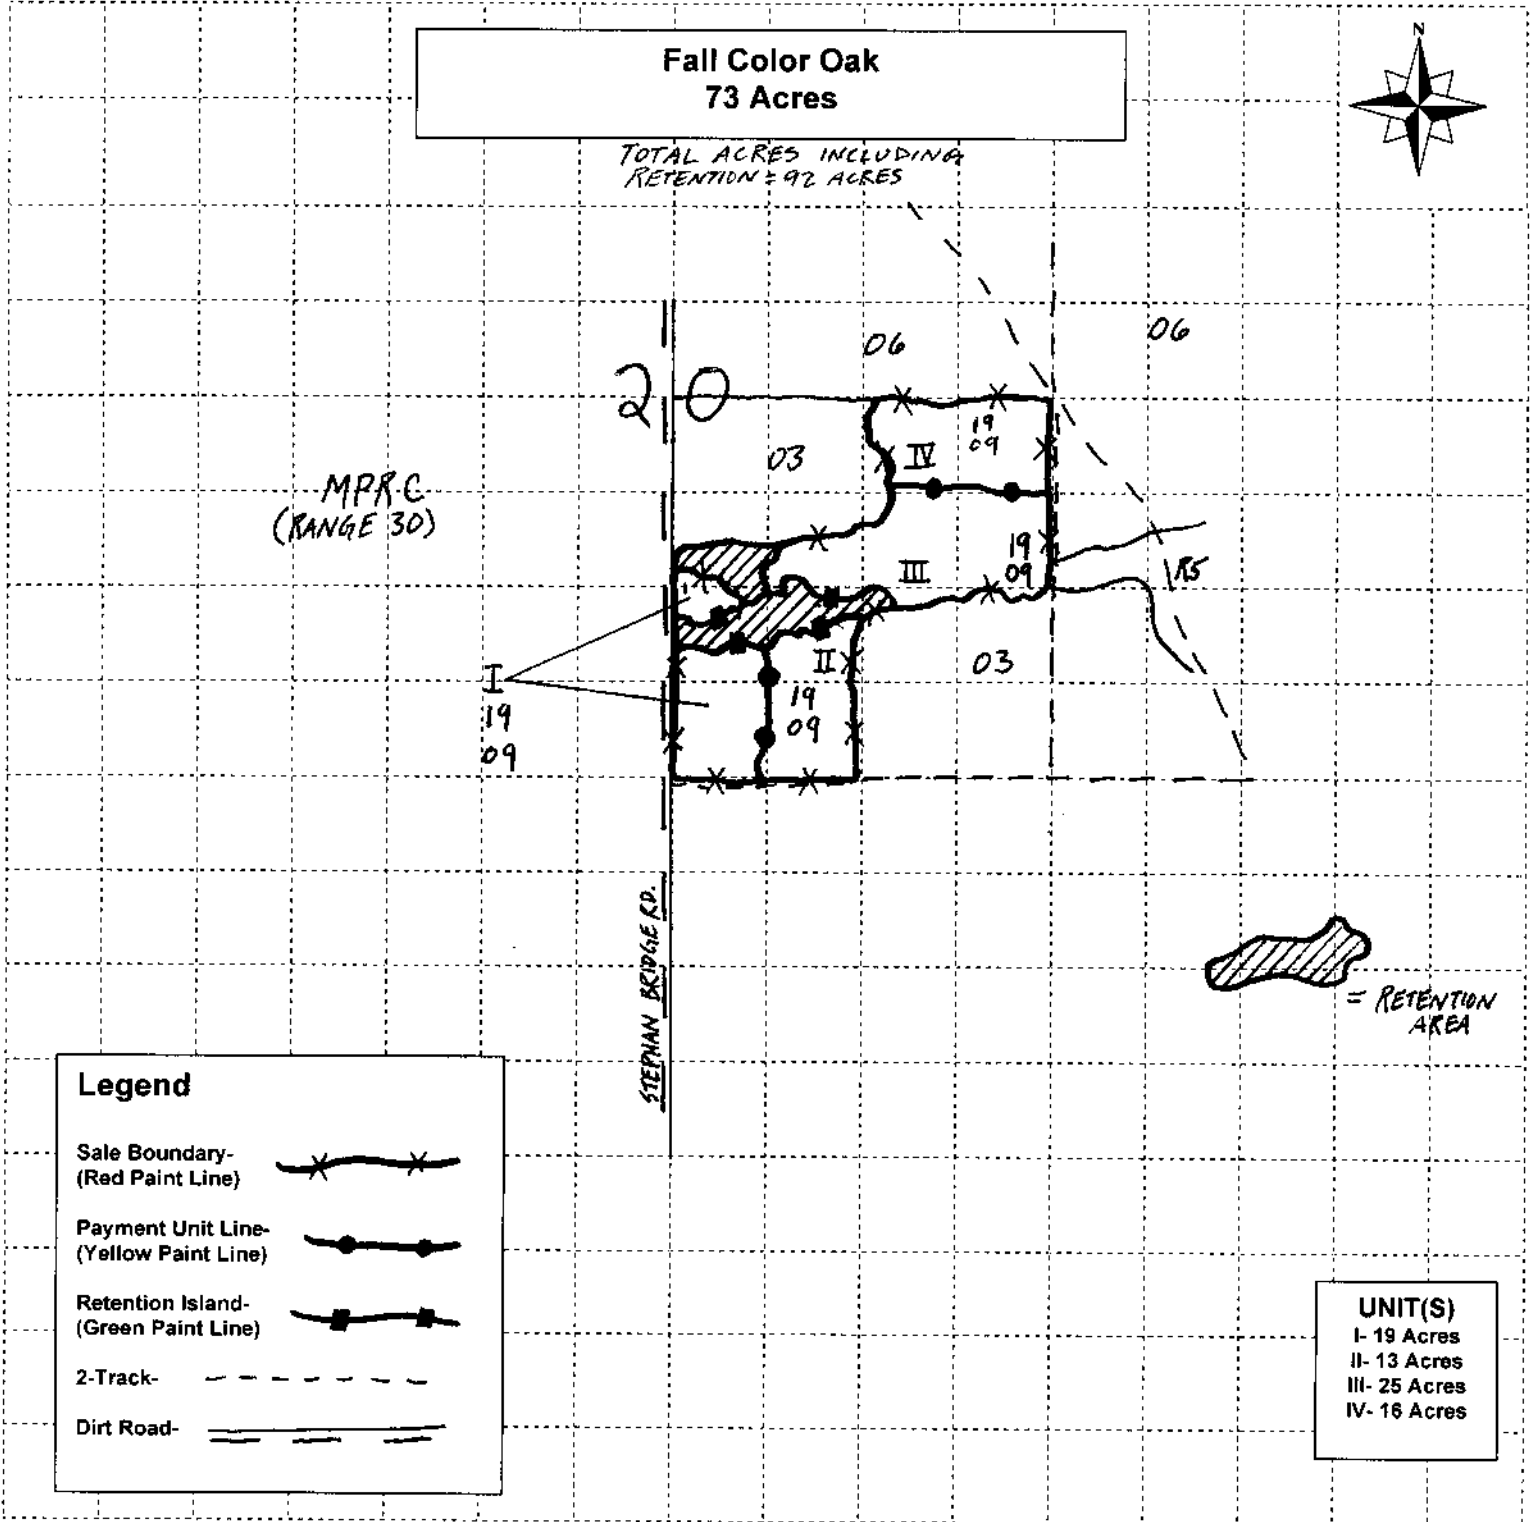 Fall Color Oak
73 Acres
N
TOTAL ACRES INCLUDING
RETENTION = 92 ACRES
06
06
20
19
09
03
IV
MPRC
(RANGE 30)
19
09
III
R5
I
19
09
II
19
09
03
STEPHAN BRIDGE RD.
= RETENTION
AREA
Legend
Sale Boundary-
(Red Paint Line)
Payment Unit Line-
(Yellow Paint Line)
Retention Island-
(Green Paint Line)
2-Track-
Dirt Road-
UNIT(S)
I- 19 Acres
II- 13 Acres
III- 25 Acres
IV- 16 Acres